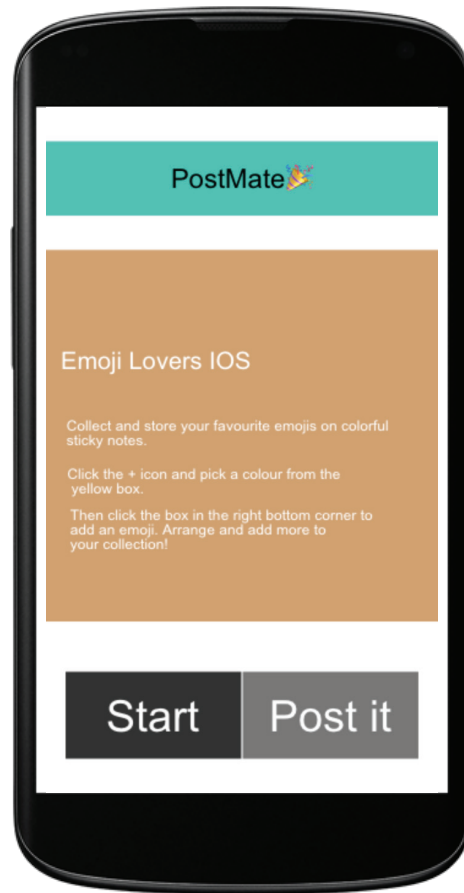 PostMate🎉
Emoji Lovers IOS
Collect and store your favourite emojis on colorful
sticky notes.
Click the + icon and pick a colour from the
yellow box.
Then click the box in the right bottom corner to
add an emoji. Arrange and add more to
your collection!
Start Post it